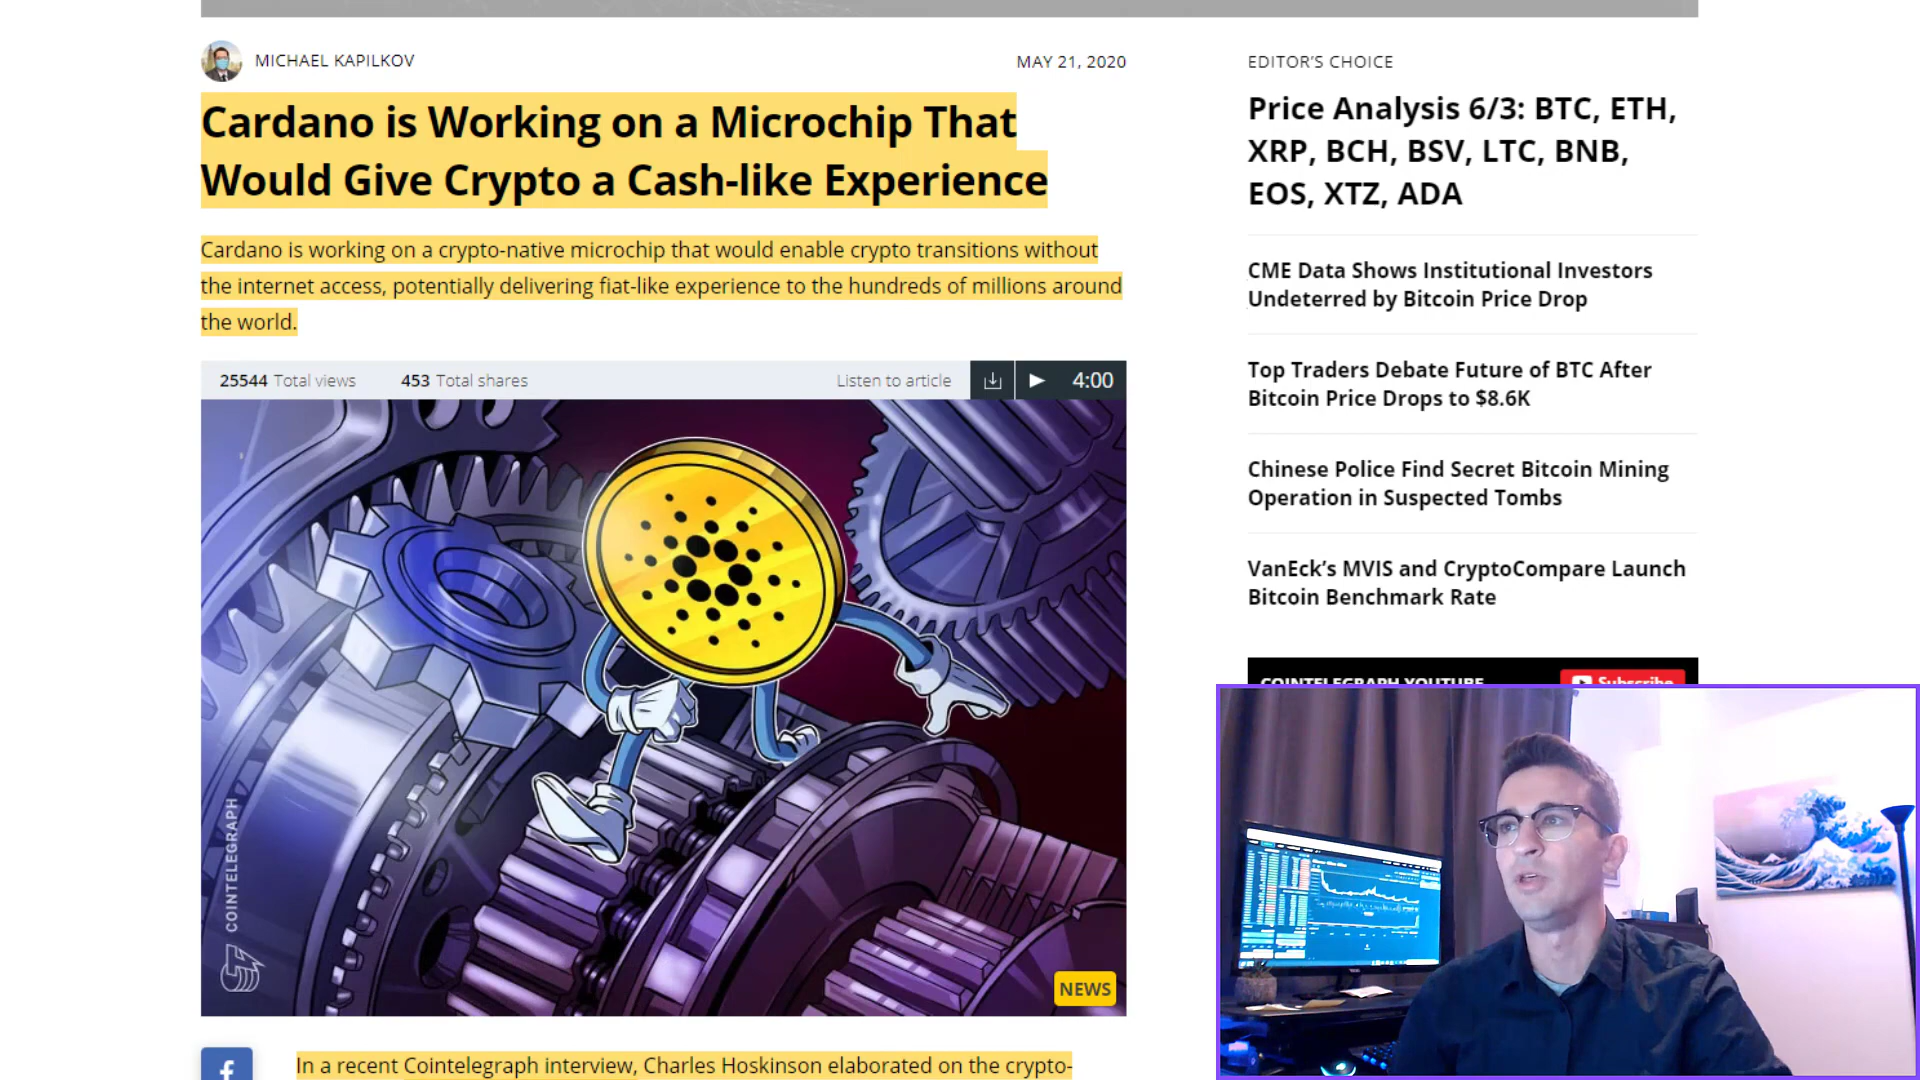 MICHAEL KAPILKOV
MAY 21, 2020
Cardano is Working on a Microchip That
Would Give Crypto a Cash-like Experience
Cardano is working on a crypto-native microchip that would enable crypto transitions without
the internet access, potentially delivering fiat-like experience to the hundreds of millions around
the world.
25544 Total views
453 Total shares
Listen to article
4:00
COINTELEGRAPH
NEWS
In a recent Cointelegraph interview, Charles Hoskinson elaborated on the crypto-
EDITOR'S CHOICE
Price Analysis 6/3: BTC, ETH,
XRP, BCH, BSV, LTC, BNB,
EOS, XTZ, ADA
CME Data Shows Institutional Investors
Undeterred by Bitcoin Price Drop
Top Traders Debate Future of BTC After
Bitcoin Price Drops to $8.6K
Chinese Police Find Secret Bitcoin Mining
Operation in Suspected Tombs
VanEck's MVIS and CryptoCompare Launch
Bitcoin Benchmark Rate
COINTELEGRAPH YOUTUBE
Subscribe